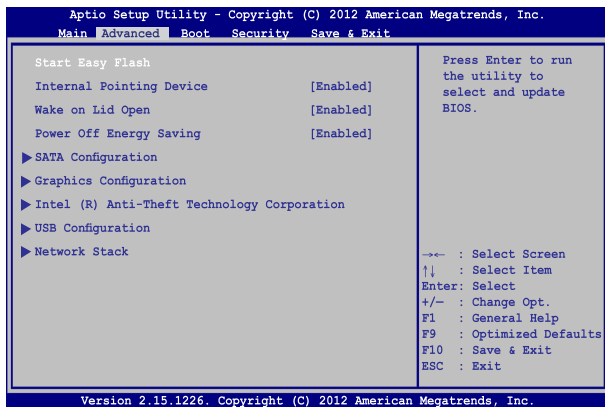 Aptio Setup Utility - Copyright (C) 2012 American Megatrends, Inc.
Main Advanced Boot Security Save & Exit
Start Easy Flash
Internal Pointing Device [Enabled]
Wake on Lid Open [Enabled]
Power Off Energy Saving [Enabled]
SATA Configuration
Graphics Configuration
Intel (R) Anti-Theft Technology Corporation
USB Configuration
Network Stack
Press Enter to run
the utility to
select and update
BIOS.
→← : Select Screen
↑↓ : Select Item
Enter: Select
+/— : Change Opt.
F1 : General Help
F9 : Optimized Defaults
F10 : Save & Exit
ESC : Exit
Version 2.15.1226. Copyright (C) 2012 American Megatrends, Inc.